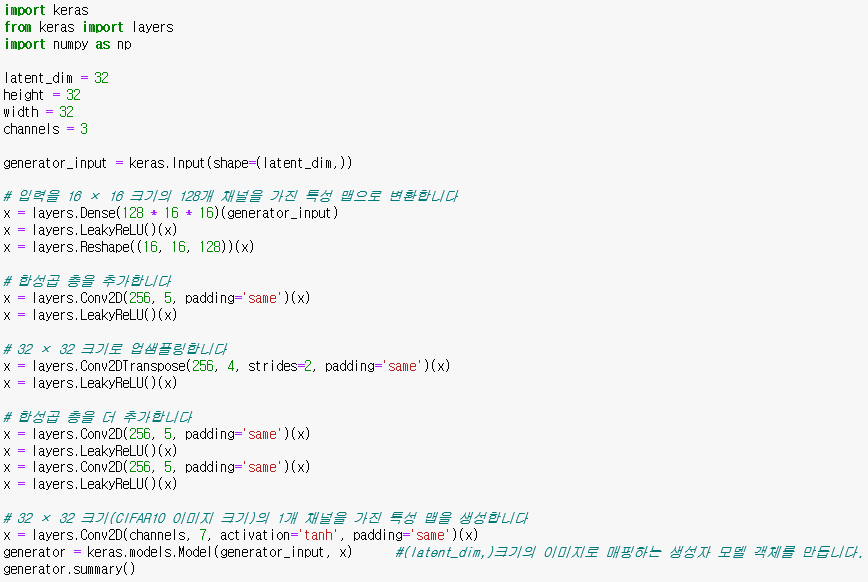 import keras
from keras import layers
import numpy as np
latent_dim = 32
height = 32
width = 32
channels = 3
generator_input = keras.Input(shape=(latent_dim,))
# 입력을 16 × 16 크기의 128개 채널을 가진 특성 맵으로 변환합니다
x = layers.Dense(128 * 16 * 16)(generator_input)
x = layers.LeakyReLU()(x)
x = layers.Reshape((16, 16, 128))(x)
# 합성곱 층을 추가합니다
x = layers.Conv2D(256, 5, padding='same')(x)
x = layers.LeakyReLU()(x)
# 32 × 32 크기로 업샘플링합니다
x = layers.Conv2DTranspose(256, 4, strides=2, padding='same')(x)
x = layers.LeakyReLU()(x)
# 합성곱 층을 더 추가합니다
x = layers.Conv2D(256, 5, padding='same')(x)
x = layers.LeakyReLU()(x)
x = layers.Conv2D(256, 5, padding='same')(x)
x = layers.LeakyReLU()(x)
# 32 × 32 크기(CIFAR10 이미지 크기)의 1개 채널을 가진 특성 맵을 생성합니다
x = layers.Conv2D(channels, 7, activation='tanh', padding='same')(x)
generator = keras.models.Model(generator_input, x) #(latent_dim,)크기의 이미지로 매핑하는 생성자 모델 객체를 만듭니다.
generator.summary()